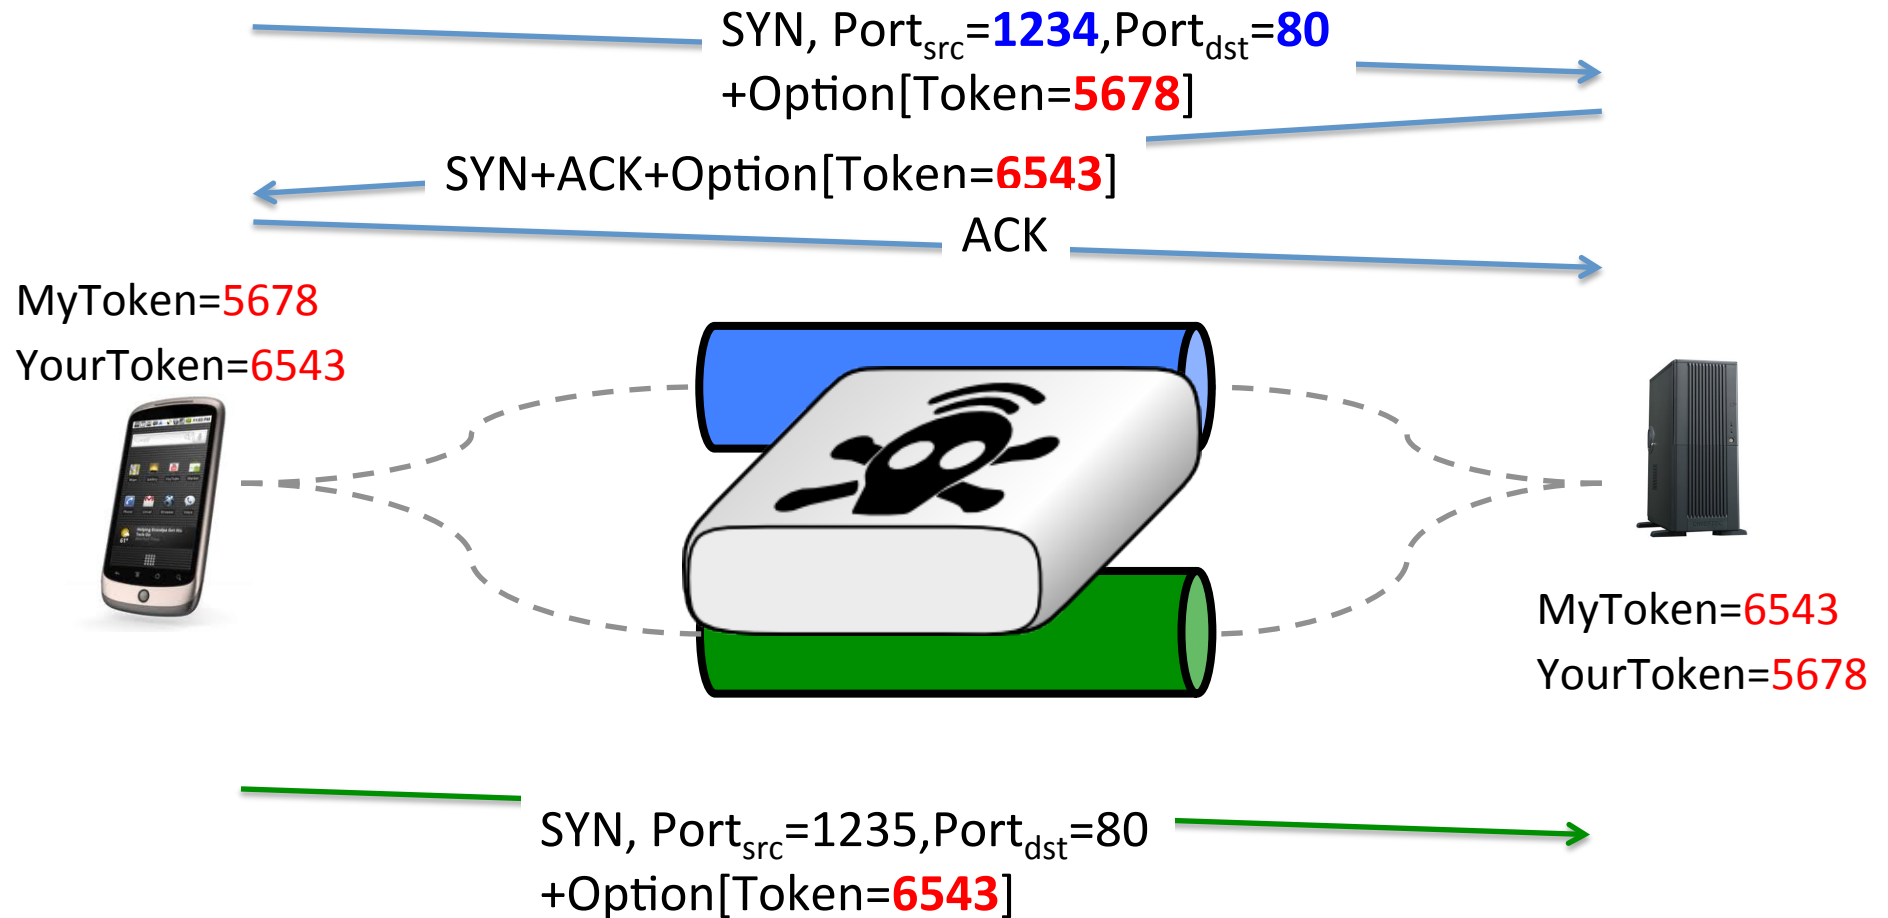 SYN, Portsrc=1234,Portdst=80
+Option[Token=5678]
SYN+ACK+Option[Token=6543]
ACK
MyToken=5678
YourToken=6543
MyToken=6543
YourToken=5678
SYN, Portsrc=1235,Portdst=80
+Option[Token=6543]